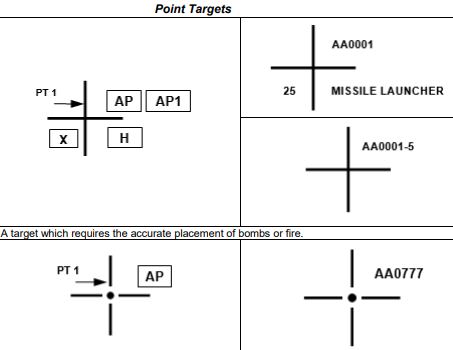 Point Targets
PT 1
AP AP1
X H
AA0001
25 MISSILE LAUNCHER
AA0001-5
A target which requires the accurate placement of bombs or fire.
PT 1
AP
AA0777